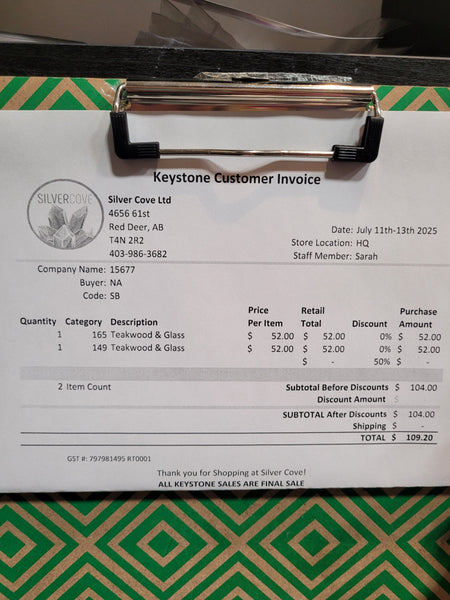 Keystone Customer Invoice
SILVERCOVE
Silver Cove Ltd
4656 61st
Red Deer, AB
T4N 2R2
403-986-3682
Date: July 11th-13th 2025
Store Location: HQ
Staff Member: Sarah
Company Name: 15677
Buyer: NA
Code: SB
Quantity Category Description Price Per Item Retail Total Discount Purchase Amount
1 165 Teakwood & Glass $ 52.00 $ 52.00 0% $ 52.00
1 149 Teakwood & Glass $ 52.00 $ 52.00 0% $ 52.00
$ - 50% $ -
2 Item Count Subtotal Before Discounts $ 104.00
Discount Amount $
SUBTOTAL After Discounts $ 104.00
Shipping $ -
TOTAL $ 109.20
GST #: 797981495 RT0001
Thank you for Shopping at Silver Cove!
ALL KEYSTONE SALES ARE FINAL SALE